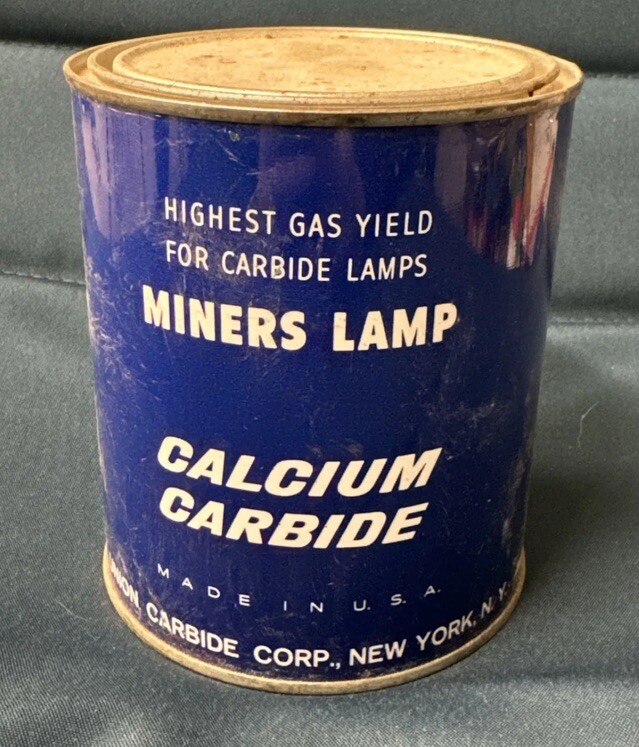 HIGHEST GAS YIELD
FOR CARBIDE LAMPS
MINERS LAMP
CALCIUM
CARBIDE
MADE IN U.S.A.
CARBIDE CORP., NEW YORK, N.Y.